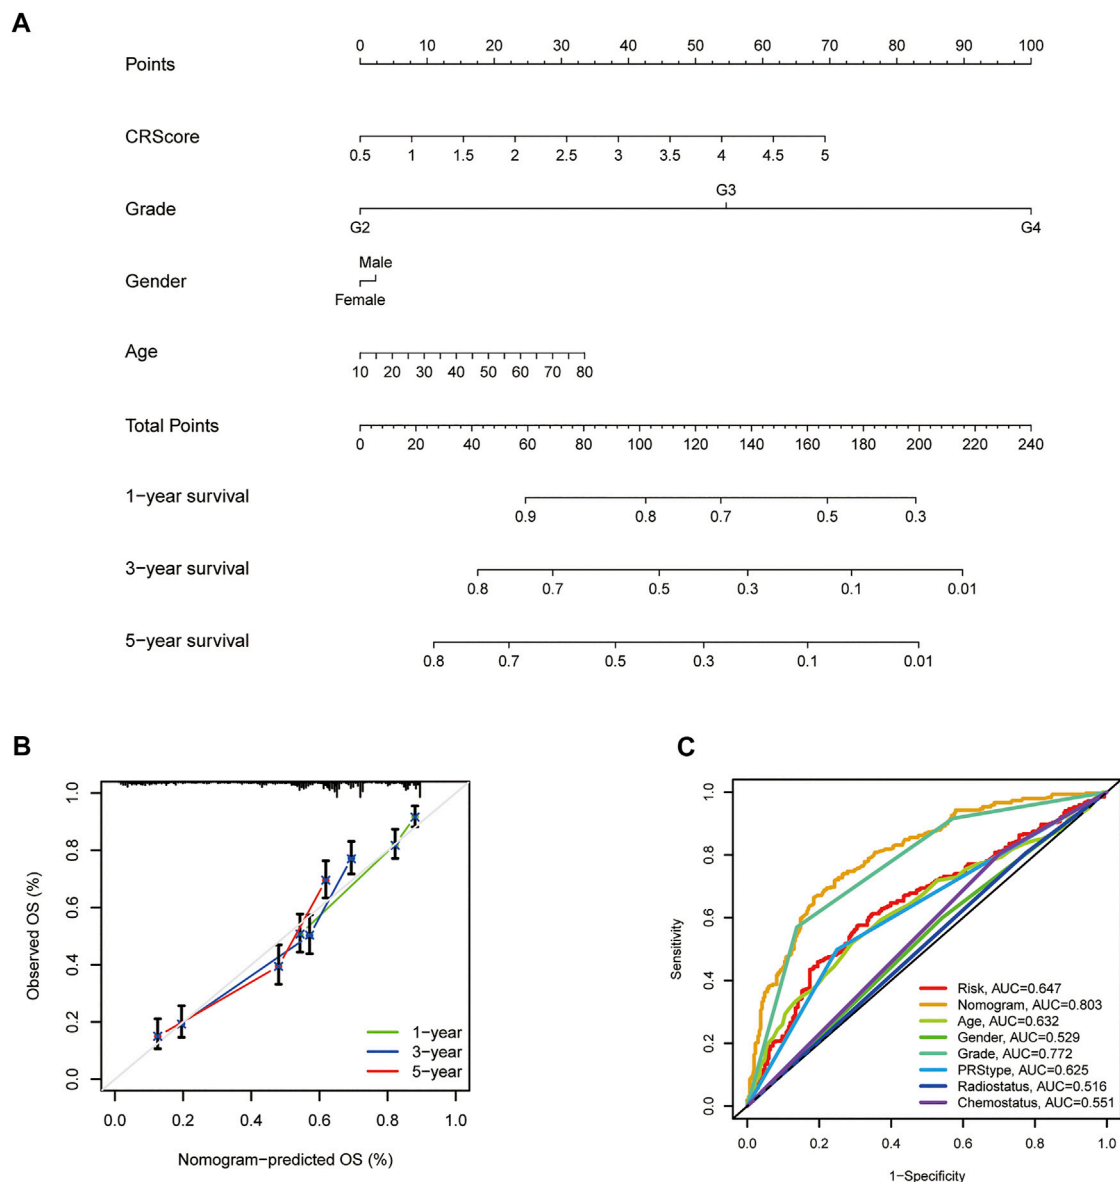 A
Points
0 10 20 30 40 50 60 70 80 90 100
CRScore
0.5 1 1.5 2 2.5 3 3.5 4 4.5 5
G3
Grade
G2 G4
Male
Gender
Female
Age
10 20 30 40 50 60 70 80
Total Points
0 20 40 60 80 100 120 140 160 180 200 220 240
1−year survival
0.9 0.8 0.7 0.5 0.3
3−year survival
0.8 0.7 0.5 0.3 0.1 0.01
5−year survival
0.8 0.7 0.5 0.3 0.1 0.01
B
Observed OS (%)
1.0
0.8
0.6
0.4
0.2
0.0
1−year
3−year
5−year
0.0 0.2 0.4 0.6 0.8 1.0
Nomogram−predicted OS (%)
C
Sensitivity
1.0
0.8
0.6
0.4
0.2
0.0
Risk, AUC=0.647
Nomogram, AUC=0.803
Age, AUC=0.632
Gender, AUC=0.529
Grade, AUC=0.772
PRStype, AUC=0.625
Radiostatus, AUC=0.516
Chemostatus, AUC=0.551
0.0 0.2 0.4 0.6 0.8 1.0
1−Specificity